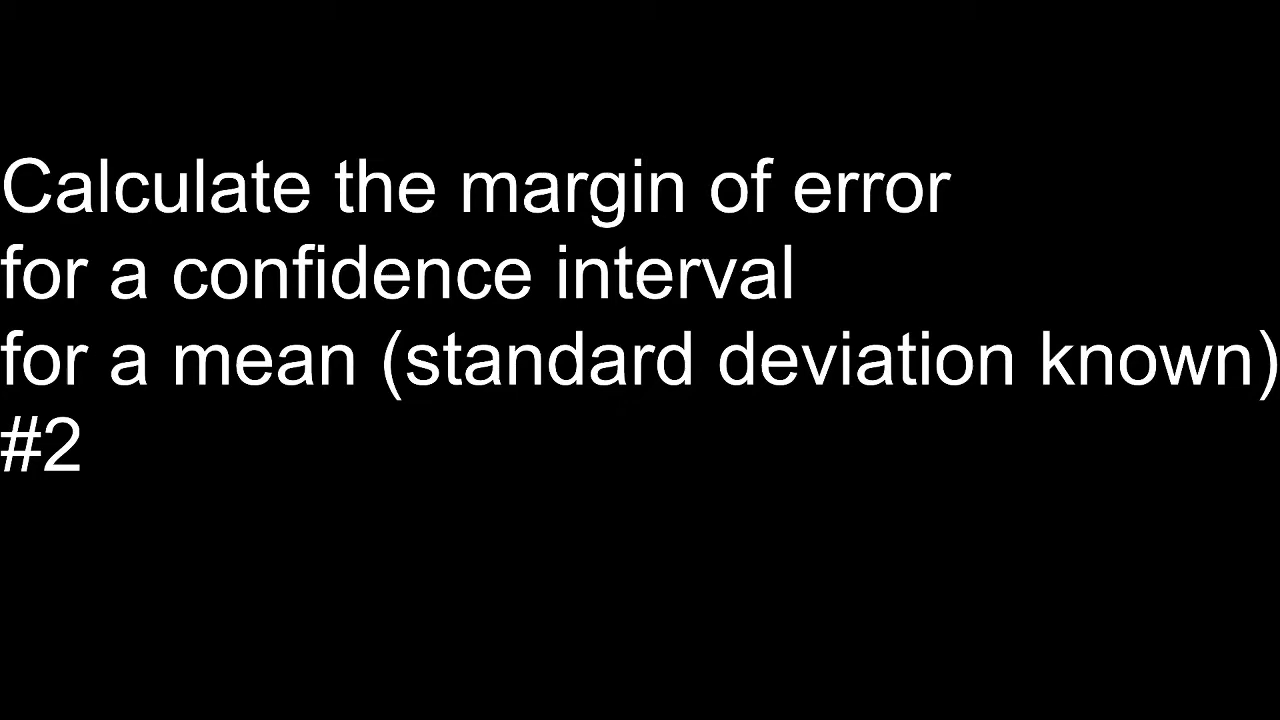 Calculate the margin of error
for a confidence interval
for a mean (standard deviation known)
#2